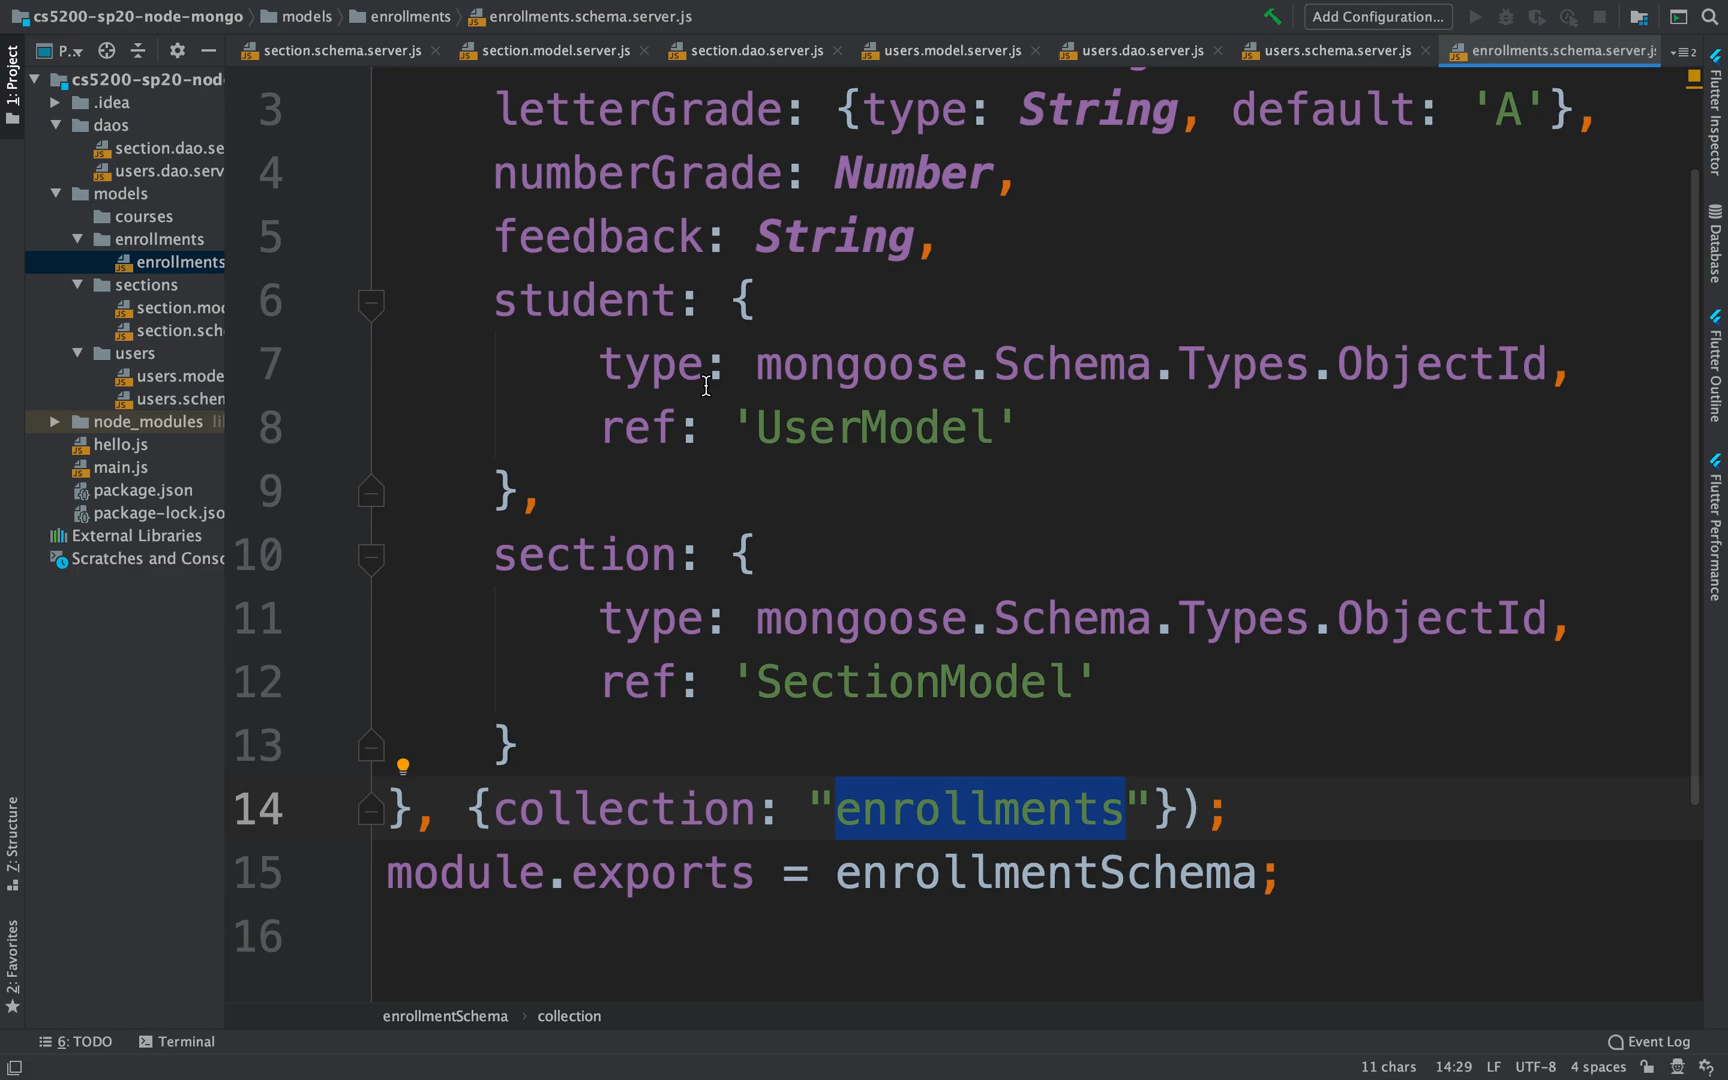 cs5200-sp20-node-mongo models enrollments enrollments.schema.server.js
Add Configuration...
P..
section.schema.server.js section.model.server.js section.dao.server.js users.model.server.js users.dao.server.js users.schema.server.js enrollments.schema.server.js 2
1: Project
cs5200-sp20-nod
.idea
daos
section.dao.se
users.dao.serv
models
courses
enrollments
enrollments
sections
section.mod
section.sch
users
users.mode
users.schen
node_modules li
hello.js
main.js
package.json
package-lock.jso
External Libraries
Scratches and Conso
3 letterGrade: {type: String, default: 'A'},
4 numberGrade: Number,
5 feedback: String,
6 student: {
7 type: mongoose.Schema.Types.ObjectId,
8 ref: 'UserModel'
9 },
10 section: {
11 type: mongoose.Schema.Types.ObjectId,
12 ref: 'SectionModel'
13 }
14 }, {collection: "enrollments"});
15 module.exports = enrollmentSchema;
16
enrollmentSchema collection
Flutter Inspector
Database
Flutter Outline
Flutter Performance
Z: Structure
2: Favorites
6: TODO Terminal Event Log
11 chars 14:29 LF UTF-8 4 spaces